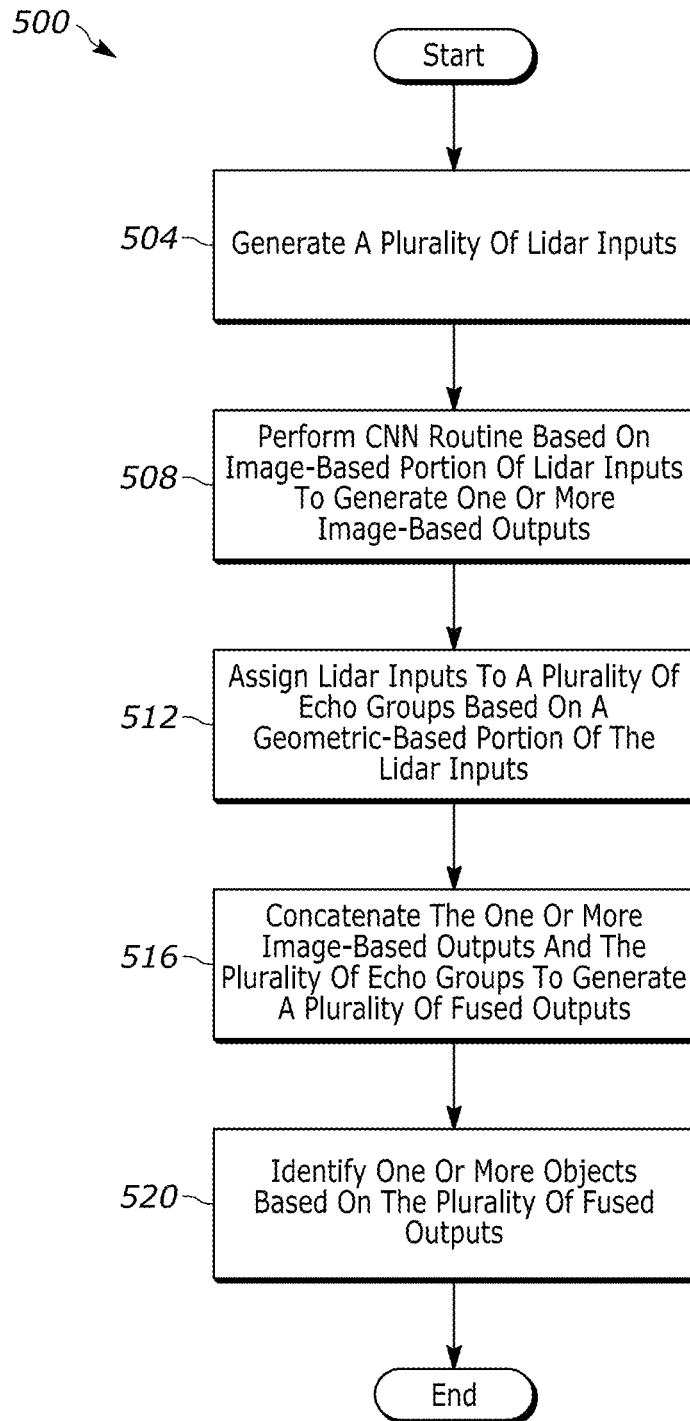 500
Start
504
Generate A Plurality Of Lidar Inputs
508
Perform CNN Routine Based On
Image-Based Portion Of Lidar Inputs
To Generate One Or More
Image-Based Outputs
512
Assign Lidar Inputs To A Plurality Of
Echo Groups Based On A
Geometric-Based Portion Of The
Lidar Inputs
516
Concatenate The One Or More
Image-Based Outputs And The
Plurality Of Echo Groups To Generate
A Plurality Of Fused Outputs
520
Identify One Or More Objects
Based On The Plurality Of Fused
Outputs
End